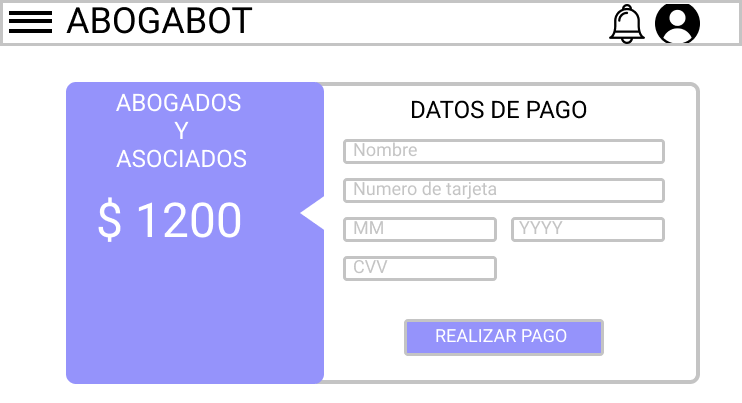 ABOGABOT
ABOGADOS
Y
ASOCIADOS
$ 1200
DATOS DE PAGO
Nombre
Numero de tarjeta
MM YYYY
CVV
REALIZAR PAGO